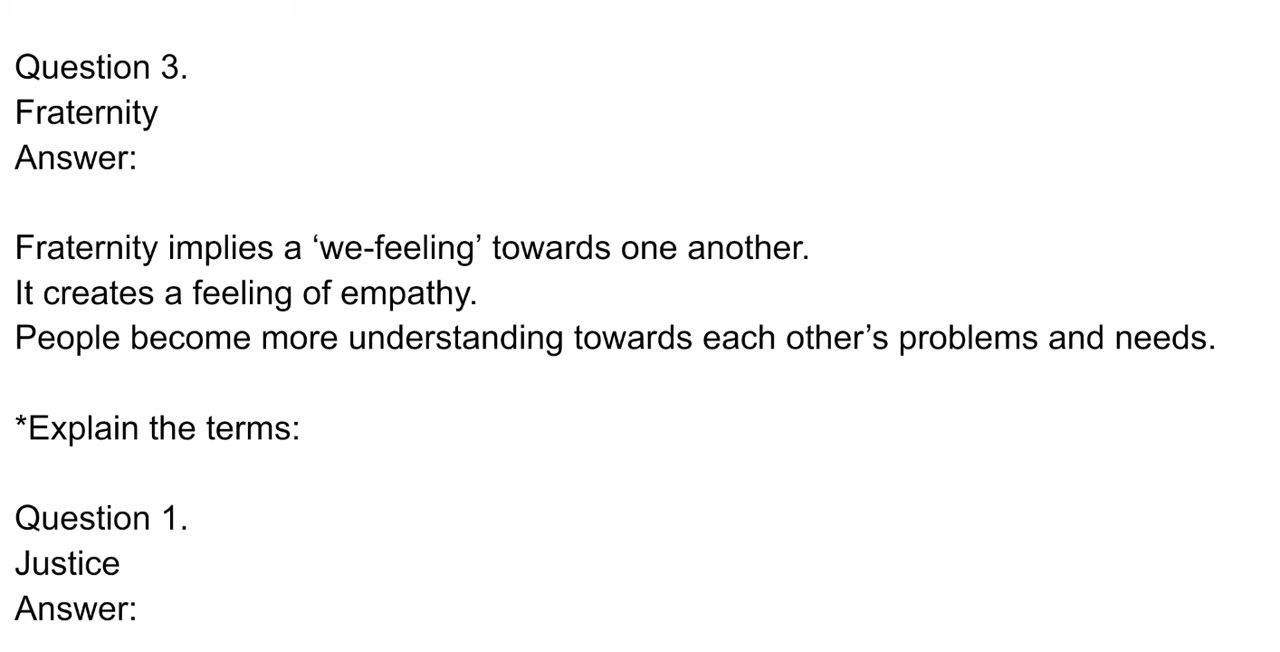 Question 3.
Fraternity
Answer:
Fraternity implies a ‘we-feeling’ towards one another.
It creates a feeling of empathy.
People become more understanding towards each other’s problems and needs.
*Explain the terms:
Question 1.
Justice
Answer: